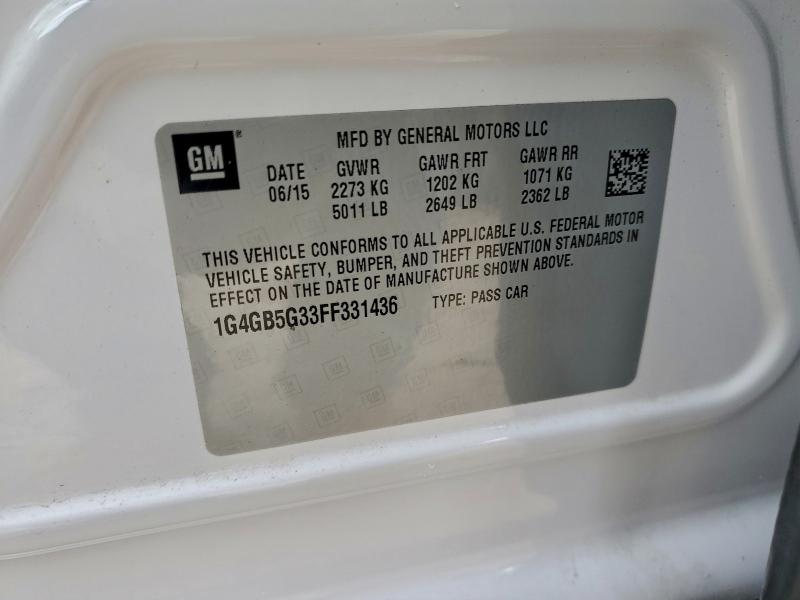 GM®
MFD BY GENERAL MOTORS LLC
DATE GVWR GAWR FRT GAWR RR
06/15 2273 KG 1202 KG 1071 KG
5011 LB 2649 LB 2362 LB
THIS VEHICLE CONFORMS TO ALL APPLICABLE U.S. FEDERAL MOTOR
VEHICLE SAFETY, BUMPER, AND THEFT PREVENTION STANDARDS IN
EFFECT ON THE DATE OF MANUFACTURE SHOWN ABOVE.
1G4GB5G33FF331436 TYPE: PASS CAR